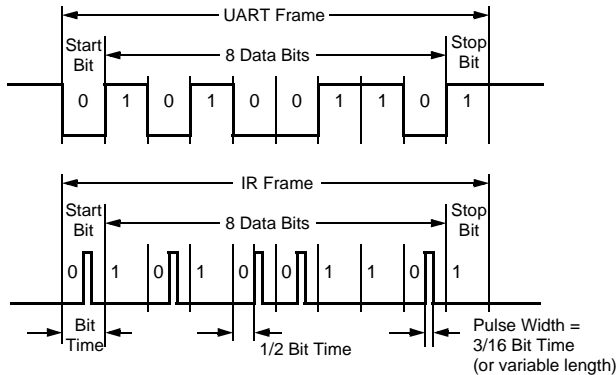 UART Frame
Start
Bit
8 Data Bits
Stop
Bit
0 1 0 1 0 0 1 1 0 1
IR Frame
Start
Bit
8 Data Bits
Stop
Bit
0 1 0 1 0 0 1 1 0 1
Bit
Time
1/2 Bit Time
Pulse Width =
3/16 Bit Time
(or variable length)